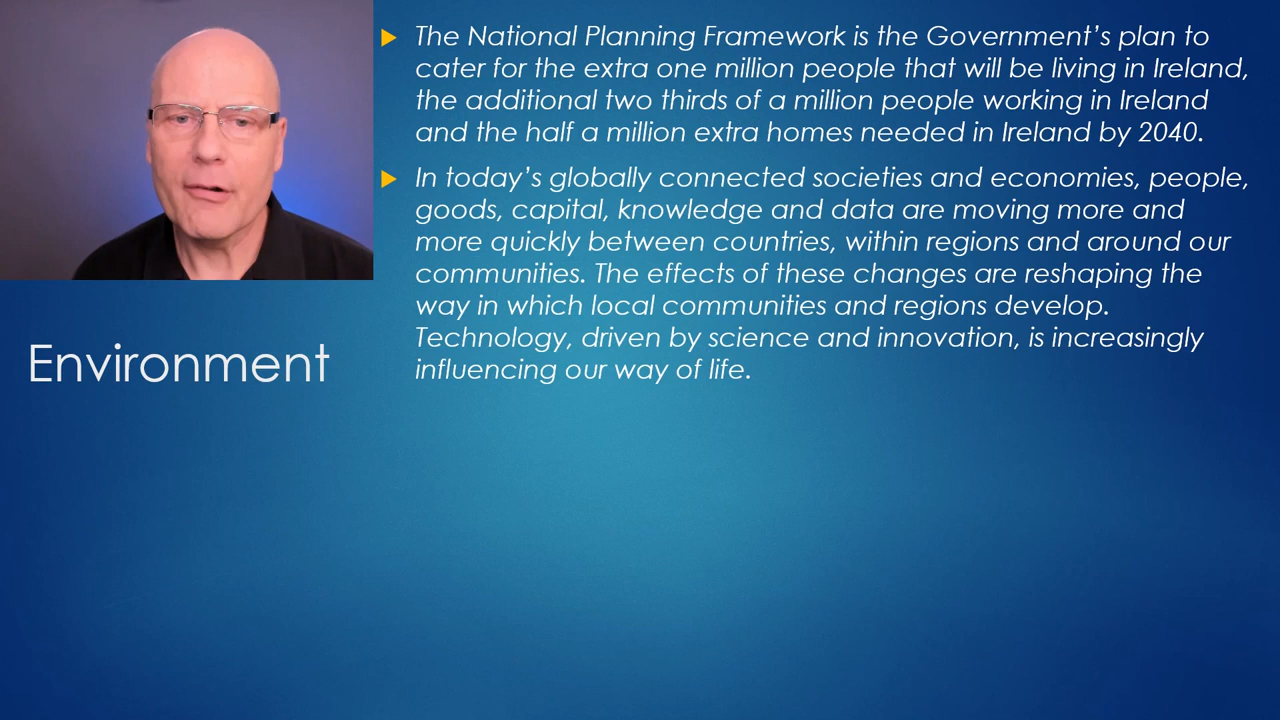 The National Planning Framework is the Government’s plan to
cater for the extra one million people that will be living in Ireland,
the additional two thirds of a million people working in Ireland
and the half a million extra homes needed in Ireland by 2040.
In today’s globally connected societies and economies, people,
goods, capital, knowledge and data are moving more and
more quickly between countries, within regions and around our
communities. The effects of these changes are reshaping the
way in which local communities and regions develop.
Technology, driven by science and innovation, is increasingly
influencing our way of life.
Environment